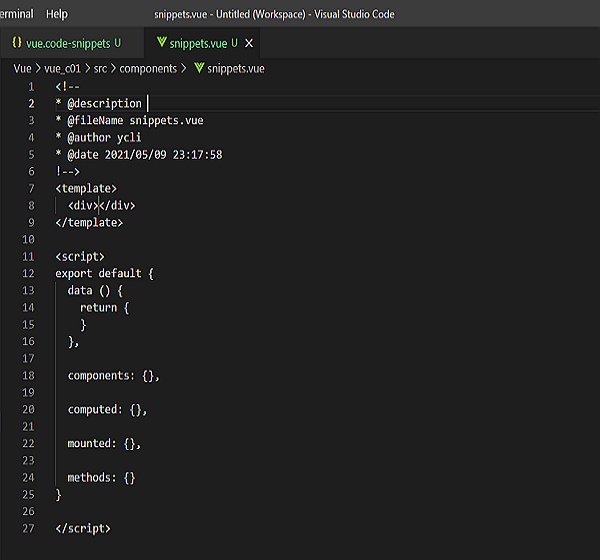 erminal Help snippets.vue - Untitled (Workspace) - Visual Studio Code
{} vue.code-snippets U snippets.vue U ×
Vue > vue_c01 > src > components > snippets.vue
1 <!--
2 * @description
3 * @fileName snippets.vue
4 * @author ycli
5 * @date 2021/05/09 23:17:58
6 !-->
7 <template>
8 <div></div>
9 </template>
10
11 <script>
12 export default {
13 data () {
14 return {
15 }
16 },
17
18 components: {},
19
20 computed: {},
21
22 mounted: {},
23
24 methods: {}
25 }
26
27 </script>